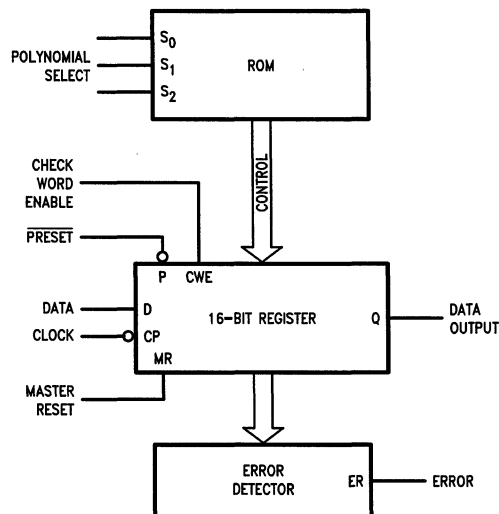 POLYNOMIAL
SELECT
S0
S1
S2
ROM
CONTROL
CHECK
WORD
ENABLE
PRESET
P
CWE
DATA
D
16-BIT REGISTER
Q
DATA
OUTPUT
CLOCK
CP
MR
MASTER
RESET
ERROR
DETECTOR
ER
ERROR